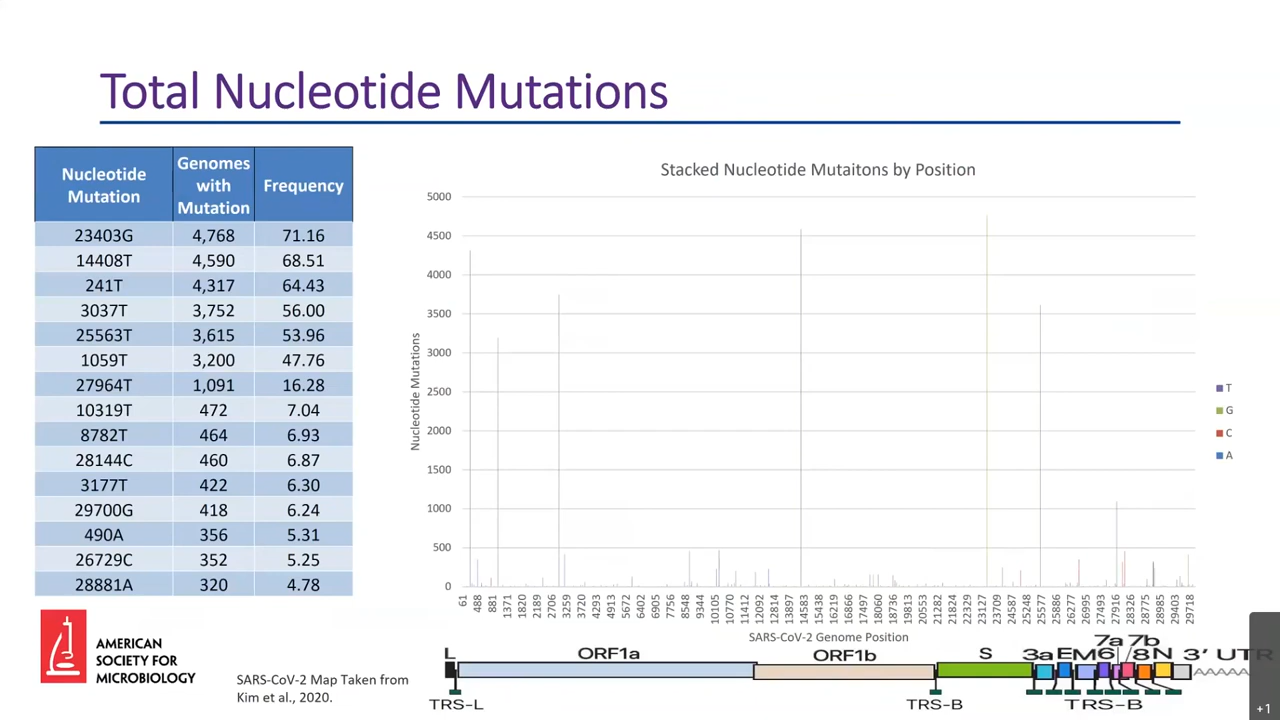 Total Nucleotide Mutations
Nucleotide Mutation Genomes with Mutation Frequency
23403G 4,768 71.16
14408T 4,590 68.51
241T 4,317 64.43
3037T 3,752 56.00
25563T 3,615 53.96
1059T 3,200 47.76
27964T 1,091 16.28
10319T 472 7.04
8782T 464 6.93
28144C 460 6.87
3177T 422 6.30
29700G 418 6.24
490A 356 5.31
26729C 352 5.25
28881A 320 4.78
Stacked Nucleotide Mutaitons by Position
Nucleotide Mutations
5000
4500
4000
3500
3000
2500
2000
1500
1000
500
0
61 488 881 1371 1820 2189 2706 3259 3720 4293 4913 5672 6402 6905 7756 8548 9344 10105 10770 11412 12092 12814 13897 14583 15438 16219 16866 17497 18060 18736 19813 20553 21282 21824 22329 23127 23709 24587 25248 25577 25886 26277 26995 27493 27916 28326 28775 28985 29403 29718
SARS-CoV-2 Genome Position
T
G
C
A
L ORF1a ORF1b S 3a E M 6 7a 7b 8 N 3' UTR
TRS-L TRS-B TRS-B
AMERICAN
SOCIETY FOR
MICROBIOLOGY
SARS-CoV-2 Map Taken from
Kim et al., 2020.
+1